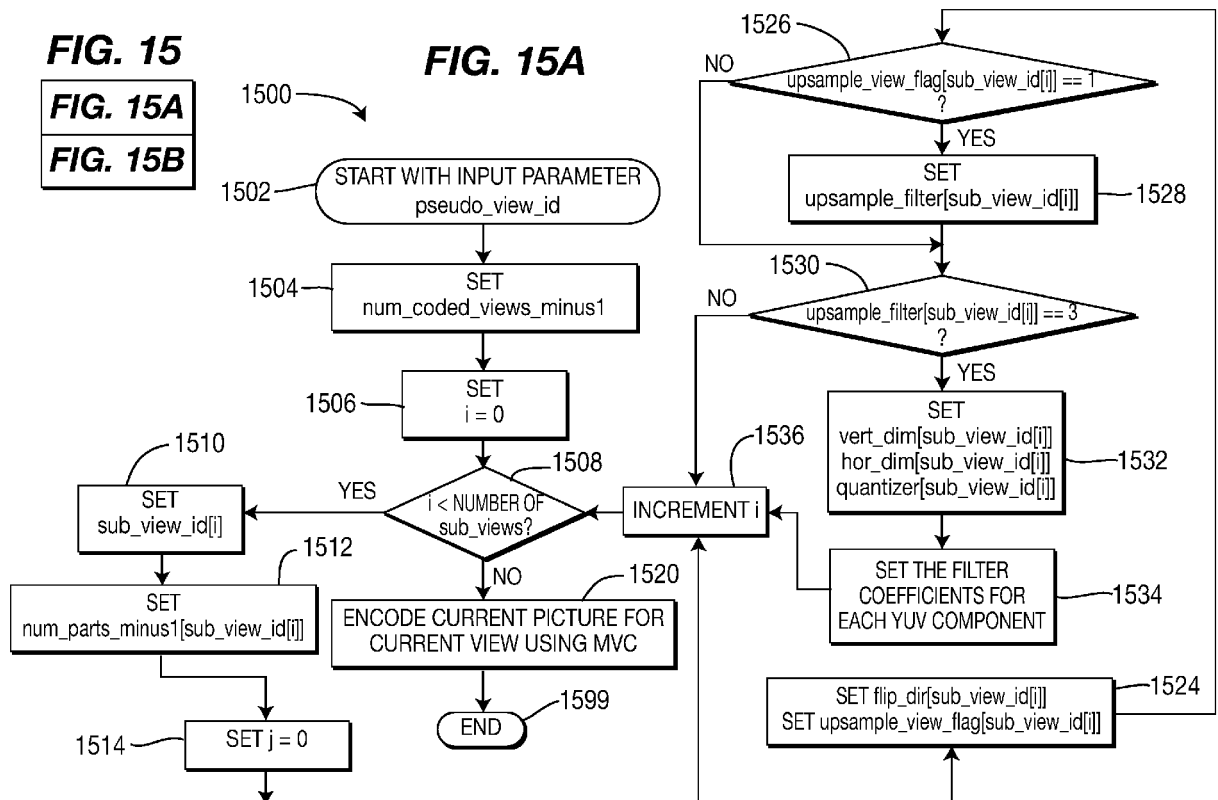 FIG. 15
FIG. 15A
FIG. 15B
FIG. 15A
1500
1502
START WITH INPUT PARAMETER
pseudo_view_id
1504
SET
num_coded_views_minus1
1506
SET
i = 0
1508
i < NUMBER OF
sub_views?
YES
NO
1510
SET
sub_view_id[i]
1512
SET
num_parts_minus1[sub_view_id[i]]
1514
SET j = 0
1520
ENCODE CURRENT PICTURE FOR
CURRENT VIEW USING MVC
1599
END
1526
NO
upsample_view_flag[sub_view_id[i]] == 1
?
YES
SET
upsample_filter[sub_view_id[i]]
1528
1530
NO
upsample_filter[sub_view_id[i]] == 3
?
YES
SET
vert_dim[sub_view_id[i]]
hor_dim[sub_view_id[i]]
quantizer[sub_view_id[i]]
1532
1536
INCREMENT i
SET THE FILTER
COEFFICIENTS FOR
EACH YUV COMPONENT
1534
1524
SET flip_dir[sub_view_id[i]]
SET upsample_view_flag[sub_view_id[i]]